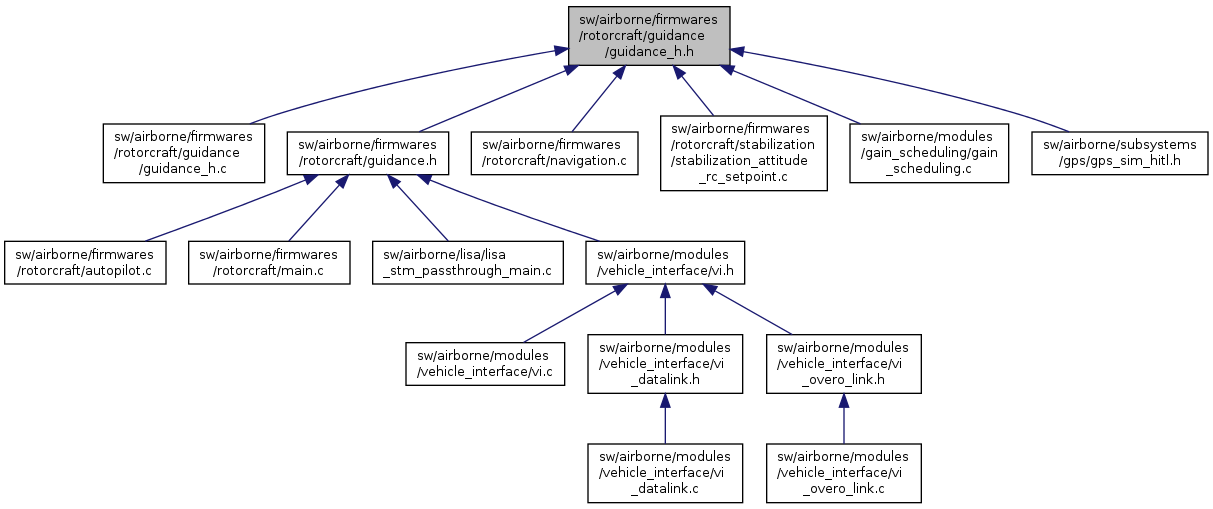 sw/airborne/firmwares
/rotorcraft/guidance
/guidance_h.h
sw/airborne/firmwares
/rotorcraft/guidance
/guidance_h.c
sw/airborne/firmwares
/rotorcraft/guidance.h
sw/airborne/firmwares
/rotorcraft/navigation.c
sw/airborne/firmwares
/rotorcraft/stabilization
/stabilization_attitude
_rc_setpoint.c
sw/airborne/modules
/gain_scheduling/gain
_scheduling.c
sw/airborne/subsystems
/gps/gps_sim_hitl.h
sw/airborne/firmwares
/rotorcraft/autopilot.c
sw/airborne/firmwares
/rotorcraft/main.c
sw/airborne/lisa/lisa
_stm_passthrough_main.c
sw/airborne/modules
/vehicle_interface/vi.h
sw/airborne/modules
/vehicle_interface/vi.c
sw/airborne/modules
/vehicle_interface/vi
_datalink.h
sw/airborne/modules
/vehicle_interface/vi
_overo_link.h
sw/airborne/modules
/vehicle_interface/vi
_datalink.c
sw/airborne/modules
/vehicle_interface/vi
_overo_link.c